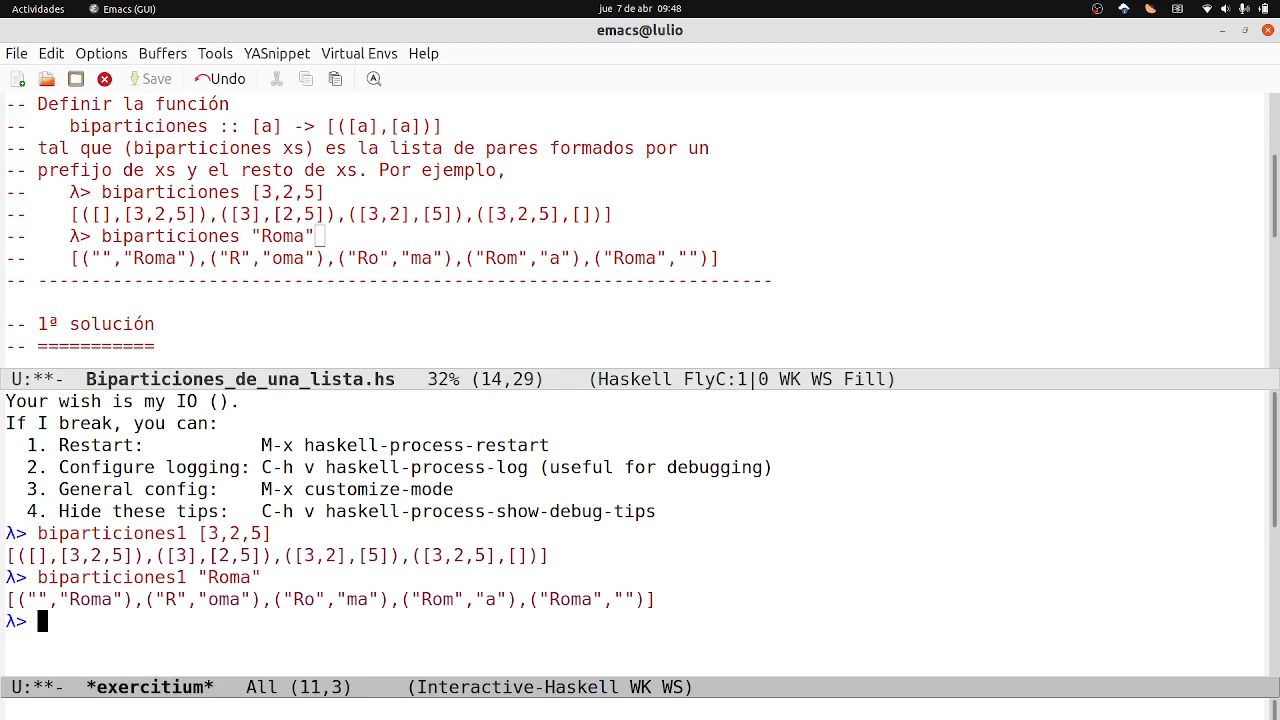 Actividades Emacs (GUI) jue 7 de abr 09:48
emacs@lulio
File Edit Options Buffers Tools YASnippet Virtual Envs Help
Save Undo
-- Definir la función
--    biparticiones :: [a] -> [([a],[a])]
-- tal que (biparticiones xs) es la lista de pares formados por un
-- prefijo de xs y el resto de xs. Por ejemplo,
--    λ> biparticiones [3,2,5]
--    [([],[3,2,5]),([3],[2,5]),([3,2],[5]),([3,2,5],[])]
--    λ> biparticiones "Roma"
--    [("","Roma"),("R","oma"),("Ro","ma"),("Rom","a"),("Roma","")]
-- ---------------------------------------------------------------------
-- 1ª solución
-- ===========
U:**-  Biparticiones_de_una_lista.hs   32% (14,29)    (Haskell FlyC:1|0 WK WS Fill)
Your wish is my IO ().
If I break, you can:
  1. Restart:           M-x haskell-process-restart
  2. Configure logging: C-h v haskell-process-log (useful for debugging)
  3. General config:    M-x customize-mode
  4. Hide these tips:   C-h v haskell-process-show-debug-tips
λ> biparticiones1 [3,2,5]
[([],[3,2,5]),([3],[2,5]),([3,2],[5]),([3,2,5],[])]
λ> biparticiones1 "Roma"
[("","Roma"),("R","oma"),("Ro","ma"),("Rom","a"),("Roma","")]
λ>
U:**-  *exercitium*   All (11,3)     (Interactive-Haskell WK WS)